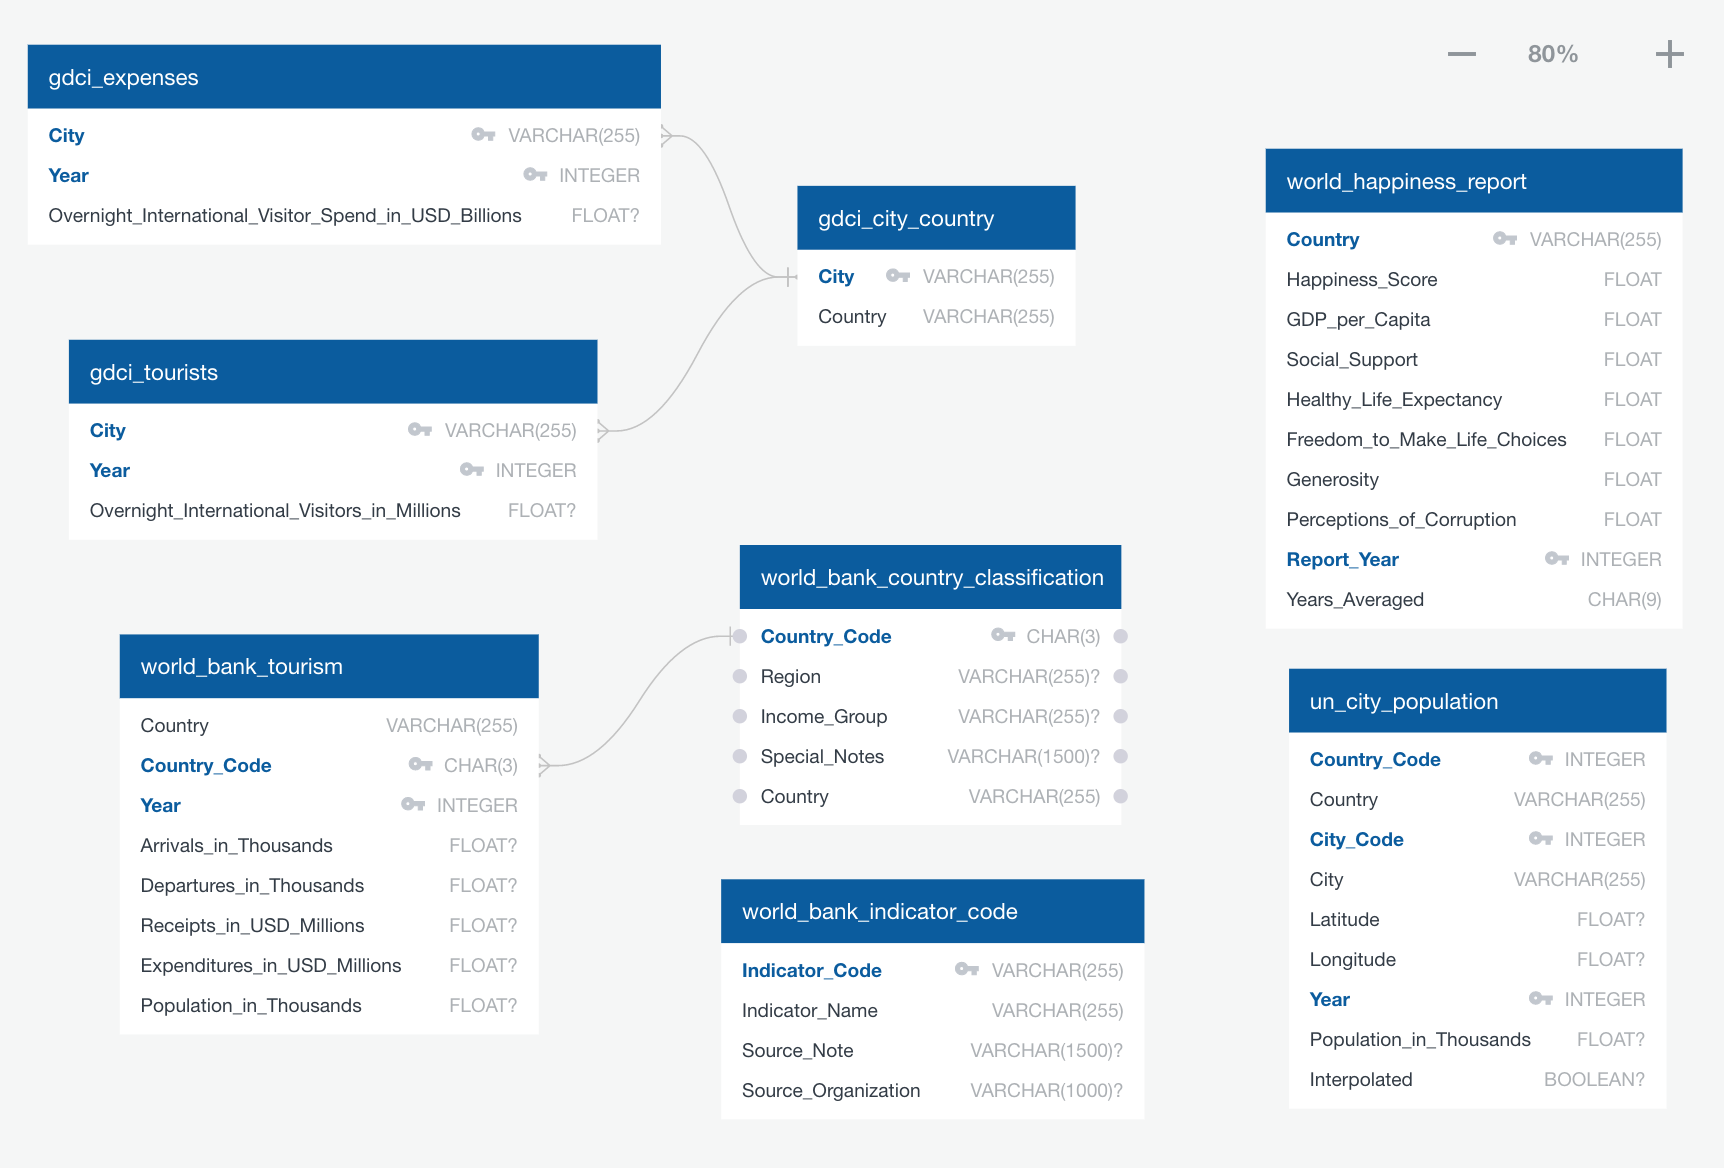 80%
gdci_expenses
City VARCHAR(255)
Year INTEGER
Overnight_International_Visitor_Spend_in_USD_Billions FLOAT?
gdci_city_country
City VARCHAR(255)
Country VARCHAR(255)
gdci_tourists
City VARCHAR(255)
Year INTEGER
Overnight_International_Visitors_in_Millions FLOAT?
world_happiness_report
Country VARCHAR(255)
Happiness_Score FLOAT
GDP_per_Capita FLOAT
Social_Support FLOAT
Healthy_Life_Expectancy FLOAT
Freedom_to_Make_Life_Choices FLOAT
Generosity FLOAT
Perceptions_of_Corruption FLOAT
Report_Year INTEGER
Years_Averaged CHAR(9)
world_bank_country_classification
Country_Code CHAR(3)
Region VARCHAR(255)?
Income_Group VARCHAR(255)?
Special_Notes VARCHAR(1500)?
Country VARCHAR(255)
world_bank_tourism
Country VARCHAR(255)
Country_Code CHAR(3)
Year INTEGER
Arrivals_in_Thousands FLOAT?
Departures_in_Thousands FLOAT?
Receipts_in_USD_Millions FLOAT?
Expenditures_in_USD_Millions FLOAT?
Population_in_Thousands FLOAT?
world_bank_indicator_code
Indicator_Code VARCHAR(255)
Indicator_Name VARCHAR(255)
Source_Note VARCHAR(1500)?
Source_Organization VARCHAR(1000)?
un_city_population
Country_Code INTEGER
Country VARCHAR(255)
City_Code INTEGER
City VARCHAR(255)
Latitude FLOAT?
Longitude FLOAT?
Year INTEGER
Population_in_Thousands FLOAT?
Interpolated BOOLEAN?